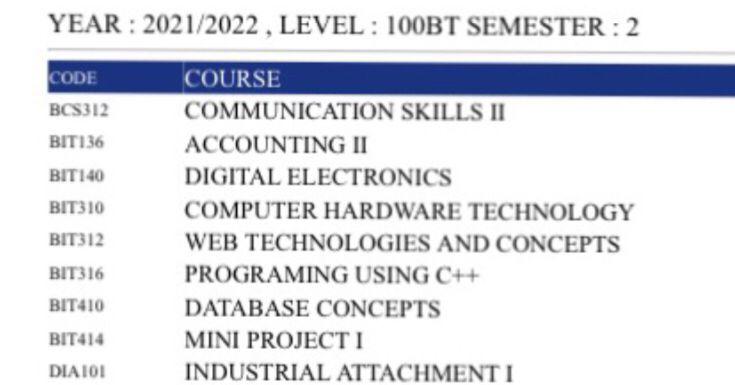 YEAR : 2021/2022 , LEVEL : 100BT SEMESTER : 2
CODE COURSE
BCS312 COMMUNICATION SKILLS II
BIT136 ACCOUNTING II
BIT140 DIGITAL ELECTRONICS
BIT310 COMPUTER HARDWARE TECHNOLOGY
BIT312 WEB TECHNOLOGIES AND CONCEPTS
BIT316 PROGRAMING USING C++
BIT410 DATABASE CONCEPTS
BIT414 MINI PROJECT I
DIA101 INDUSTRIAL ATTACHMENT I